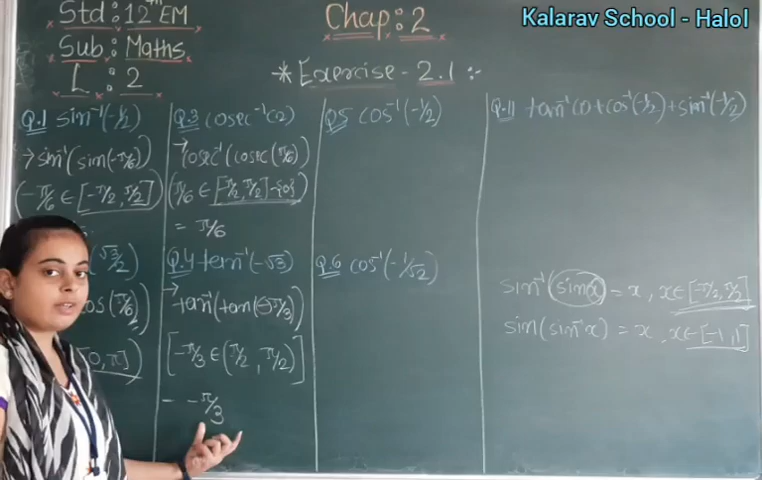 Kalarav School - Halol
Std : 12th EM
Sub : Maths
L : 2
Chap : 2
* Exercise - 2.1 :-
Q.1 sin⁻¹(-1/2)
→ sin⁻¹(sin(-π/6))
(-π/6 ∈ [-π/2, π/2])
√3/2)
cos(π/6)
[0, π])
Q.3 cosec⁻¹(2)
→ cosec⁻¹(cosec(π/6))
(π/6 ∈ [-π/2, π/2]-{0})
= π/6
Q.4 tan⁻¹(-√3)
→ tan⁻¹(tan(-π/3))
[-π/3 ∈ (π/2, π/2)]
- -π/3
Q.5 cos⁻¹(-1/2)
Q.6 cos⁻¹(-1/√2)
Q.11 tan⁻¹(1)+cos⁻¹(-1/2)+sin⁻¹(-1/2)
sin⁻¹(sinx) = x, x∈[-π/2, π/2]
sin(sin⁻¹x) = x, x∈[-1,1]